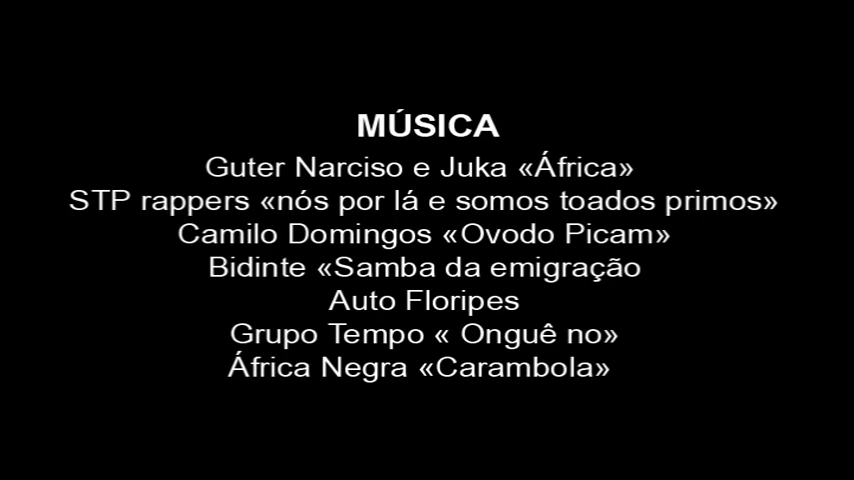 MÚSICA
Guter Narciso e Juka «África»
STP rappers «nós por lá e somos toados primos»
Camilo Domingos «Ovodo Picam»
Bidinte «Samba da emigração
Auto Floripes
Grupo Tempo « Onguê no»
África Negra «Carambola»